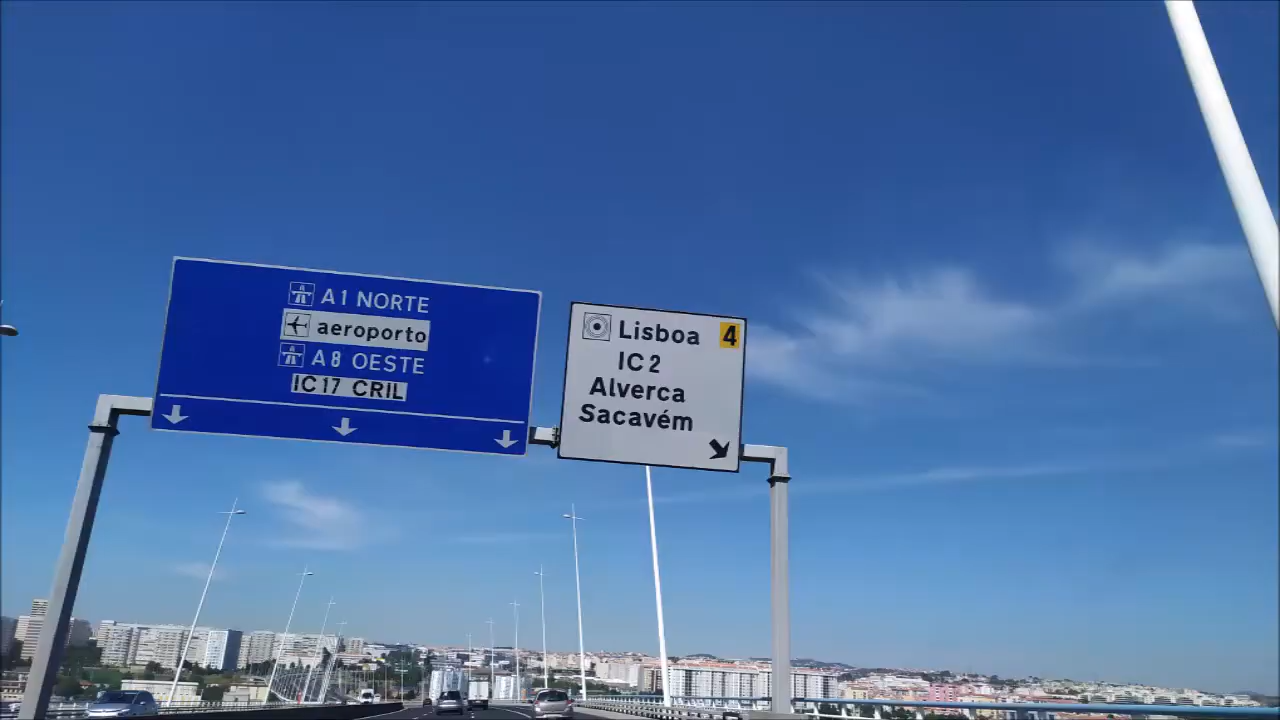 A1 NORTE
aeroporto
A8 OESTE
IC17 CRIL
Lisboa 4
IC2
Alverca
Sacavém